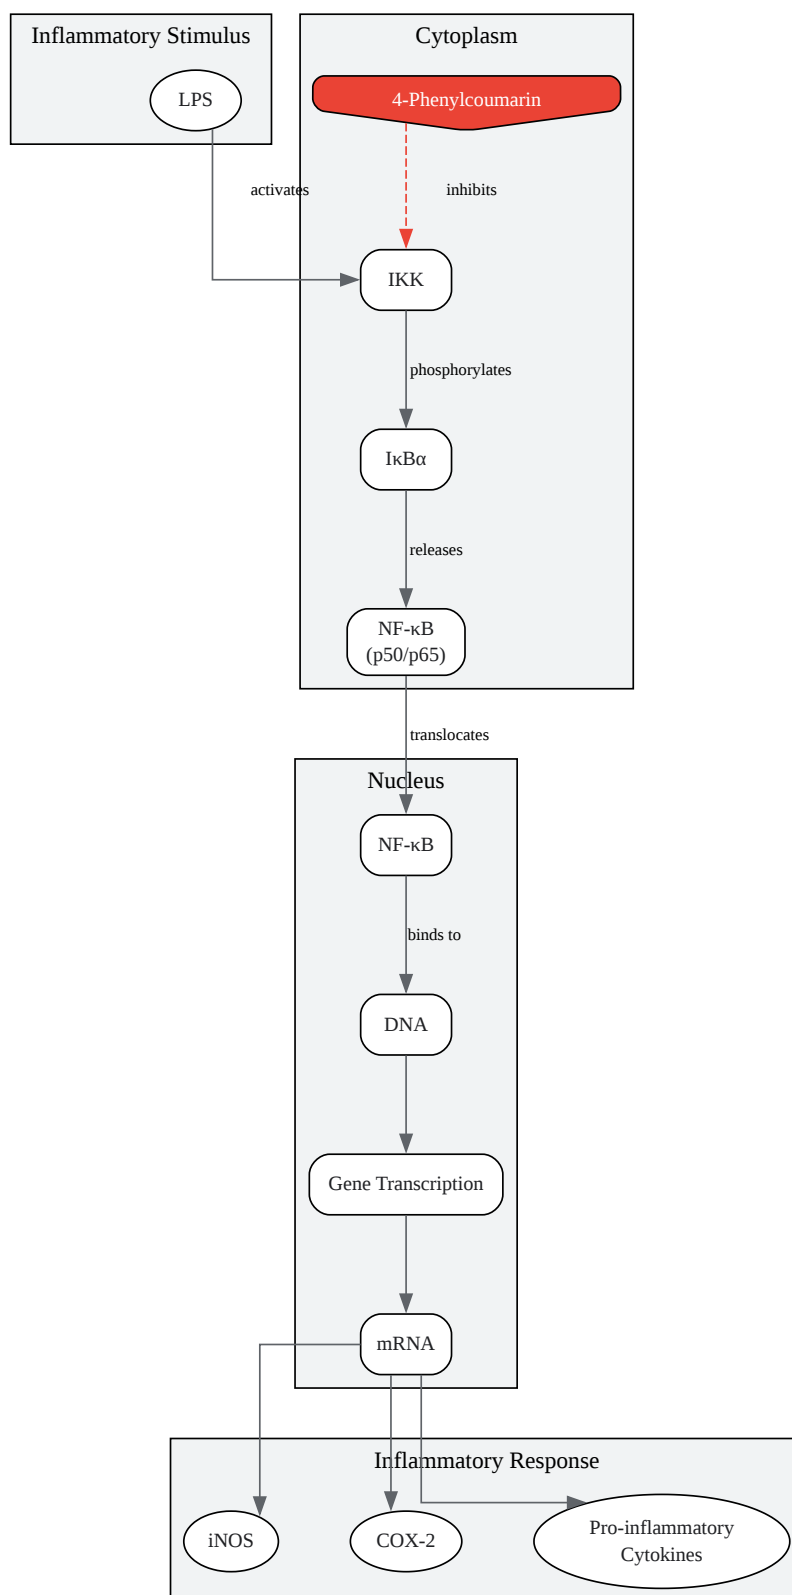 Inflammatory Stimulus
Cytoplasm
LPS
4-Phenylcoumarin
activates
inhibits
IKK
phosphorylates
IκBα
releases
NF-κB
(p50/p65)
translocates
Nucleus
NF-κB
binds to
DNA
Gene Transcription
mRNA
Inflammatory Response
iNOS
COX-2
Pro-inflammatory
Cytokines